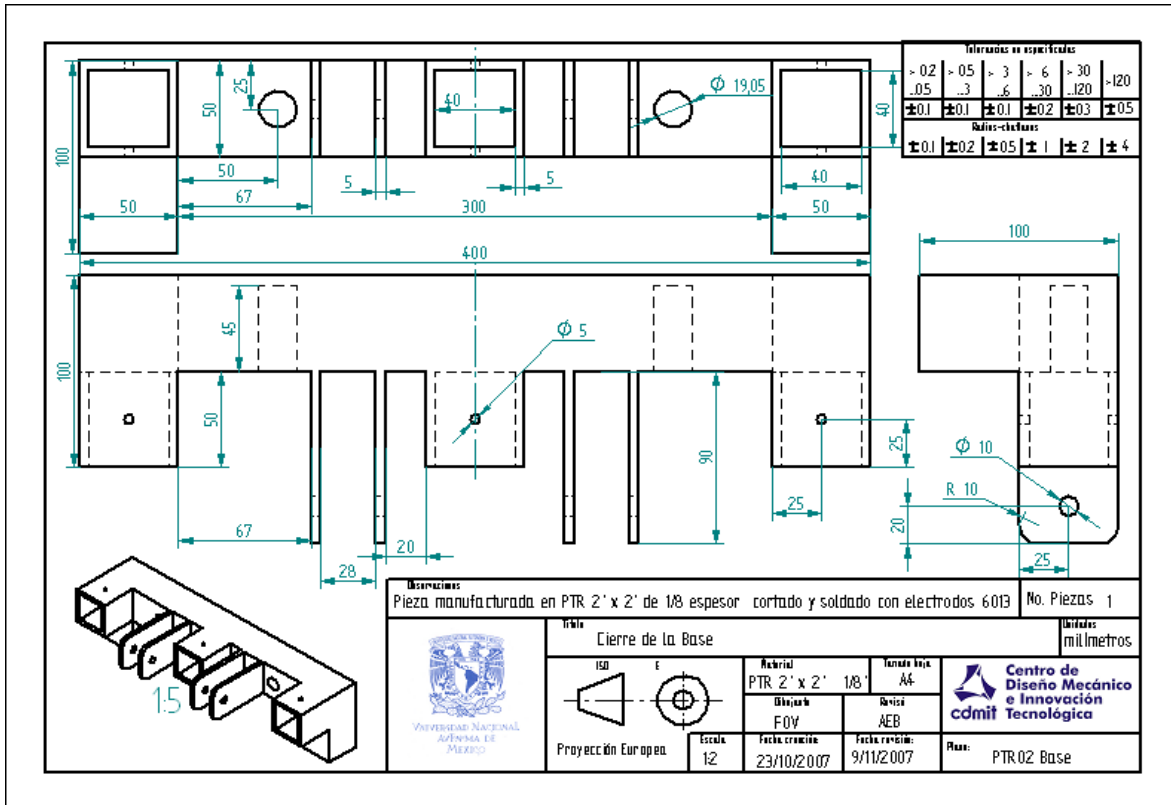 Tolerancias no especificadas
> 0.2 > 0.5 > 3 > 6 > 30 >120
..0.5 ..3 ..6 ..30 ..120
±0.1 ±0.1 ±0.1 ±0.2 ±0.3 ±0.5
Radios-chaflanes
±0.1 ±0.2 ±0.5 ±1 ±2 ±4
100
50
25
40
Ø 19,05
40
50
67
5
5
40
50
300
50
400
100
100
45
Ø 5
50
90
25
25
Ø 10
R 10
20
25
67
20
28
1:5
Observaciones
Pieza manufacturada en PTR 2" x 2" de 1/8 espesor cortado y soldado con electrodos 6013
No. Piezas 1
Título
Cierre de la Base
Unidades
milímetros
UNIVERSIDAD NACIONAL
AVTN°MA DE
MEXICO
ISO E
Proyección Europea
Material
PTR 2" x 2" 1/8"
Tamaño hoja
A4
Dibujante
FOV
Revisó
AEB
Escala
1:2
Fecha creación:
23/10/2007
Fecha revisión:
9/11/2007
cdmit
Centro de
Diseño Mecánico
e Innovación
Tecnológica
Plano:
PTR02 Base